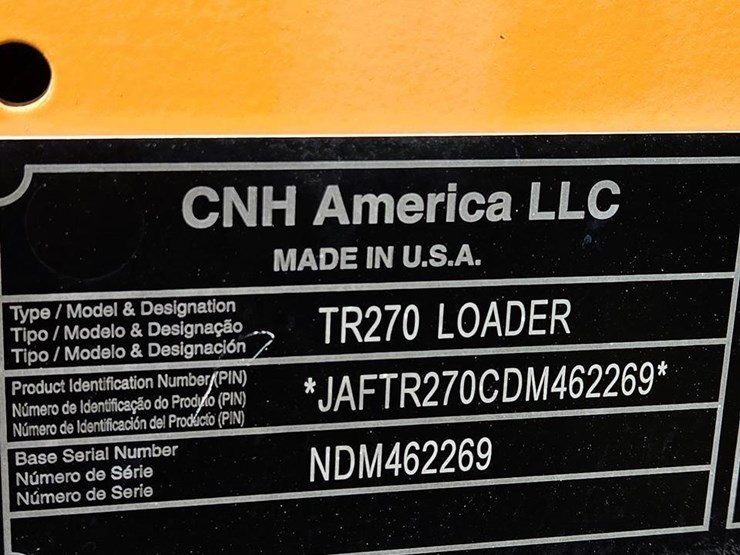 CNH America LLC
MADE IN U.S.A.
Type / Model & Designation
Tipo / Modelo & Designação
Tipo / Modelo & Designación
TR270 LOADER
Product Identification Number (PIN)
Número de Identificação do Produto (PIN)
Número de Identificación del Producto (PIN)
*JAFTR270CDM462269*
Base Serial Number
Número de Série
Número de Serie
NDM462269